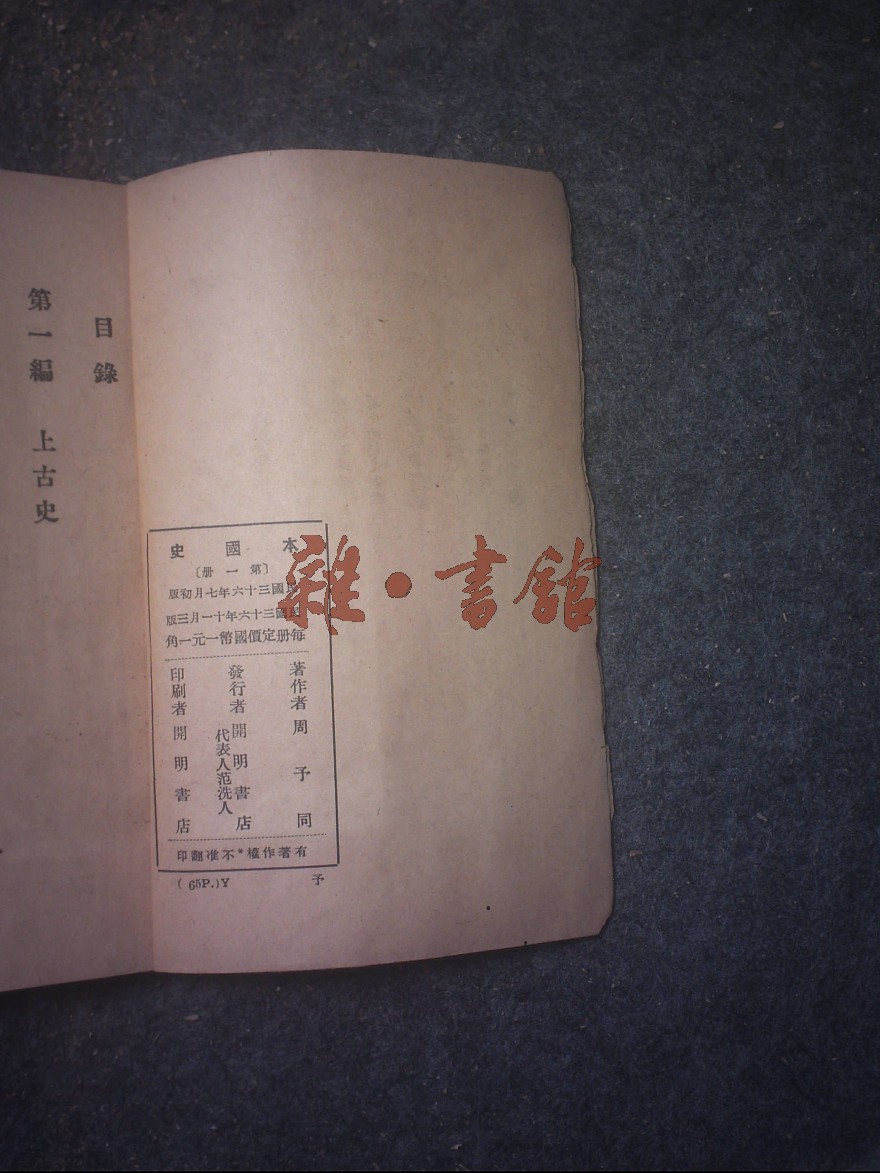 本國史
〔第一册〕
民國三十六年七月初版
民國三十六年十一月三版
每册定價國幣一元一角
著作者 周予同
發行者 開明書店
代表人范洗人
印刷者 開明書店
有著作權*不准翻印
(65P.)Y 予
目錄
第一編 上古史
雜·書館